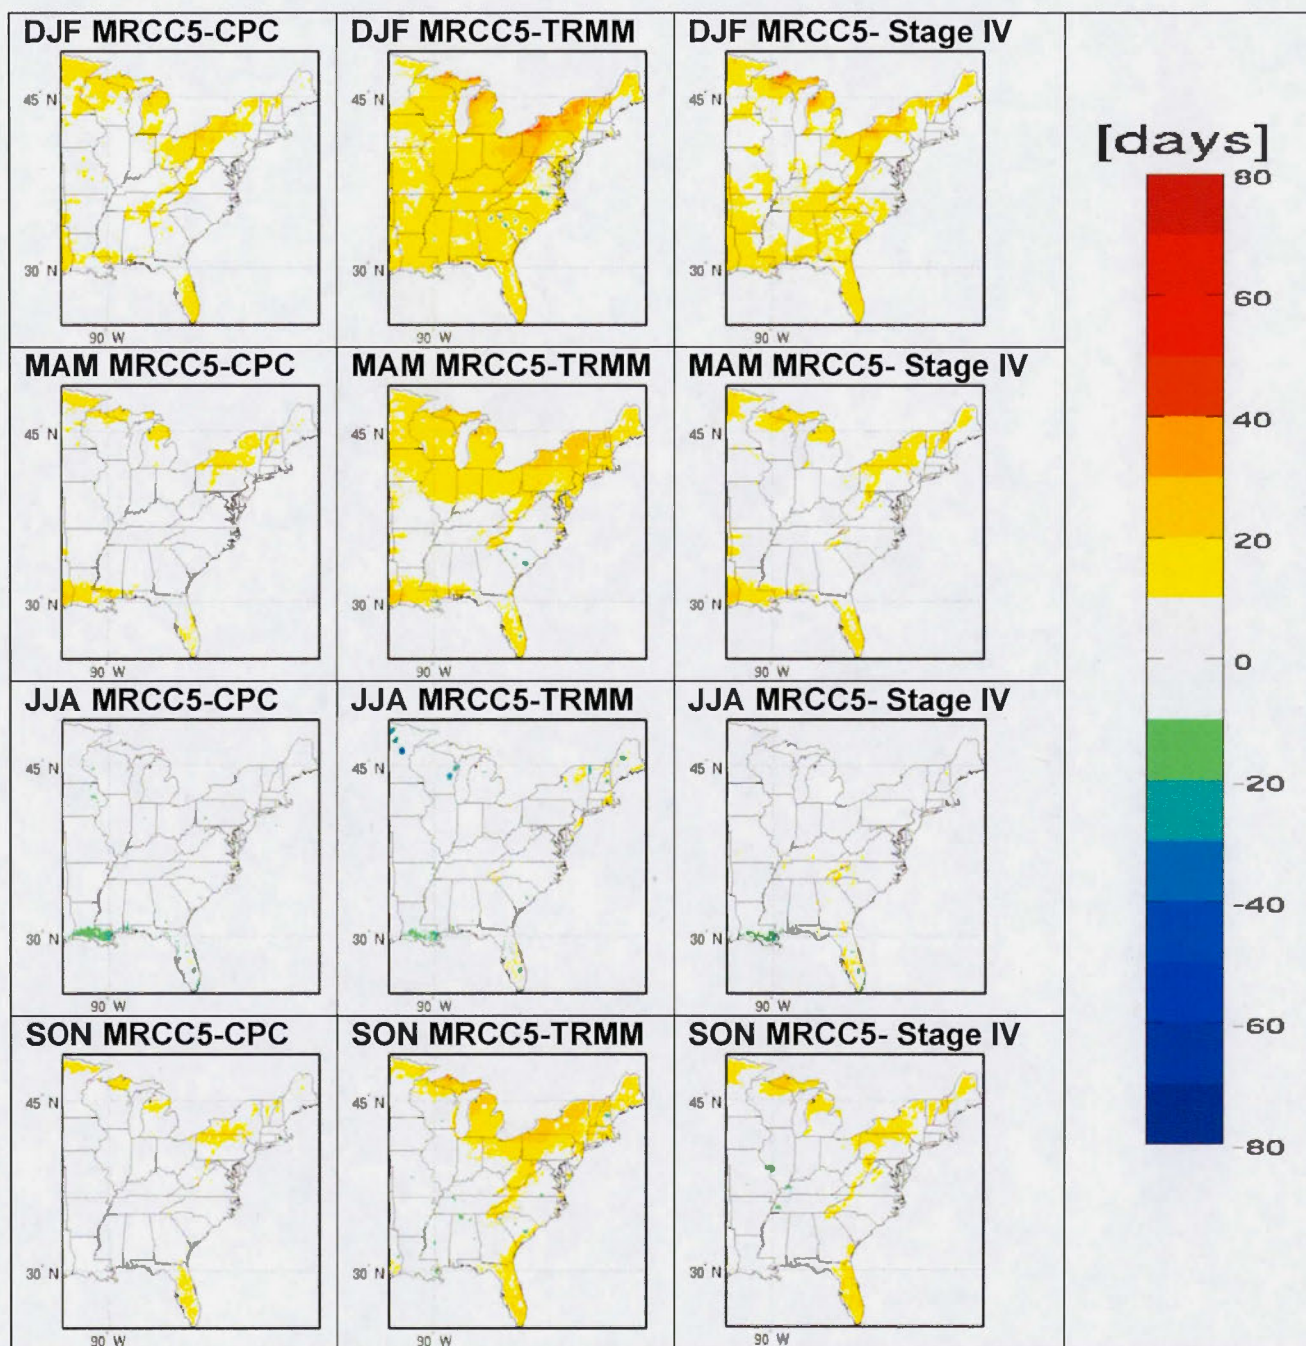 DJF MRCC5-CPC
DJF MRCC5-TRMM
DJF MRCC5- Stage IV
45° N
30° N
90° W
45° N
30° N
90° W
45° N
30° N
90° W
MAM MRCC5-CPC
MAM MRCC5-TRMM
MAM MRCC5- Stage IV
45° N
30° N
90° W
45° N
30° N
90° W
45° N
30° N
90° W
JJA MRCC5-CPC
JJA MRCC5-TRMM
JJA MRCC5- Stage IV
45° N
30° N
90° W
45° N
30° N
90° W
45° N
30° N
90° W
SON MRCC5-CPC
SON MRCC5-TRMM
SON MRCC5- Stage IV
45° N
30° N
90° W
45° N
30° N
90° W
45° N
30° N
90° W
[days]
80
60
40
20
0
-20
-40
-60
-80